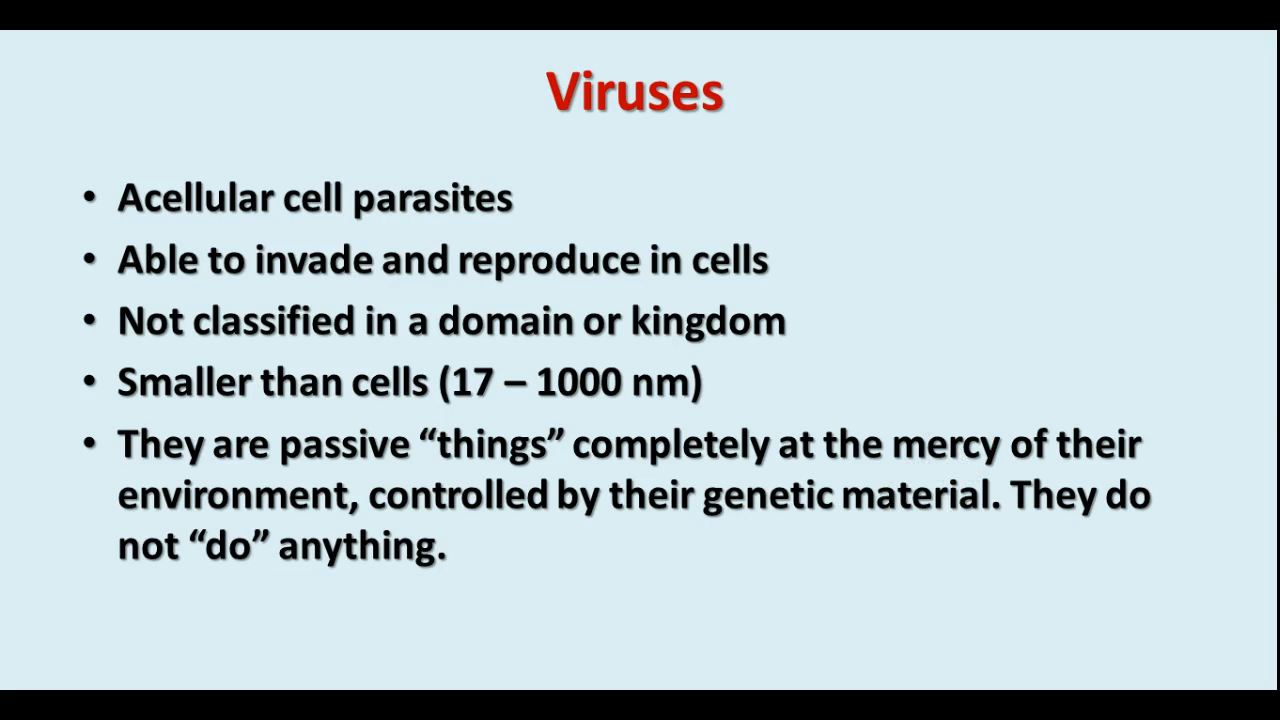 Viruses
• Acellular cell parasites
• Able to invade and reproduce in cells
• Not classified in a domain or kingdom
• Smaller than cells (17 – 1000 nm)
• They are passive “things” completely at the mercy of their
environment, controlled by their genetic material. They do
not “do” anything.